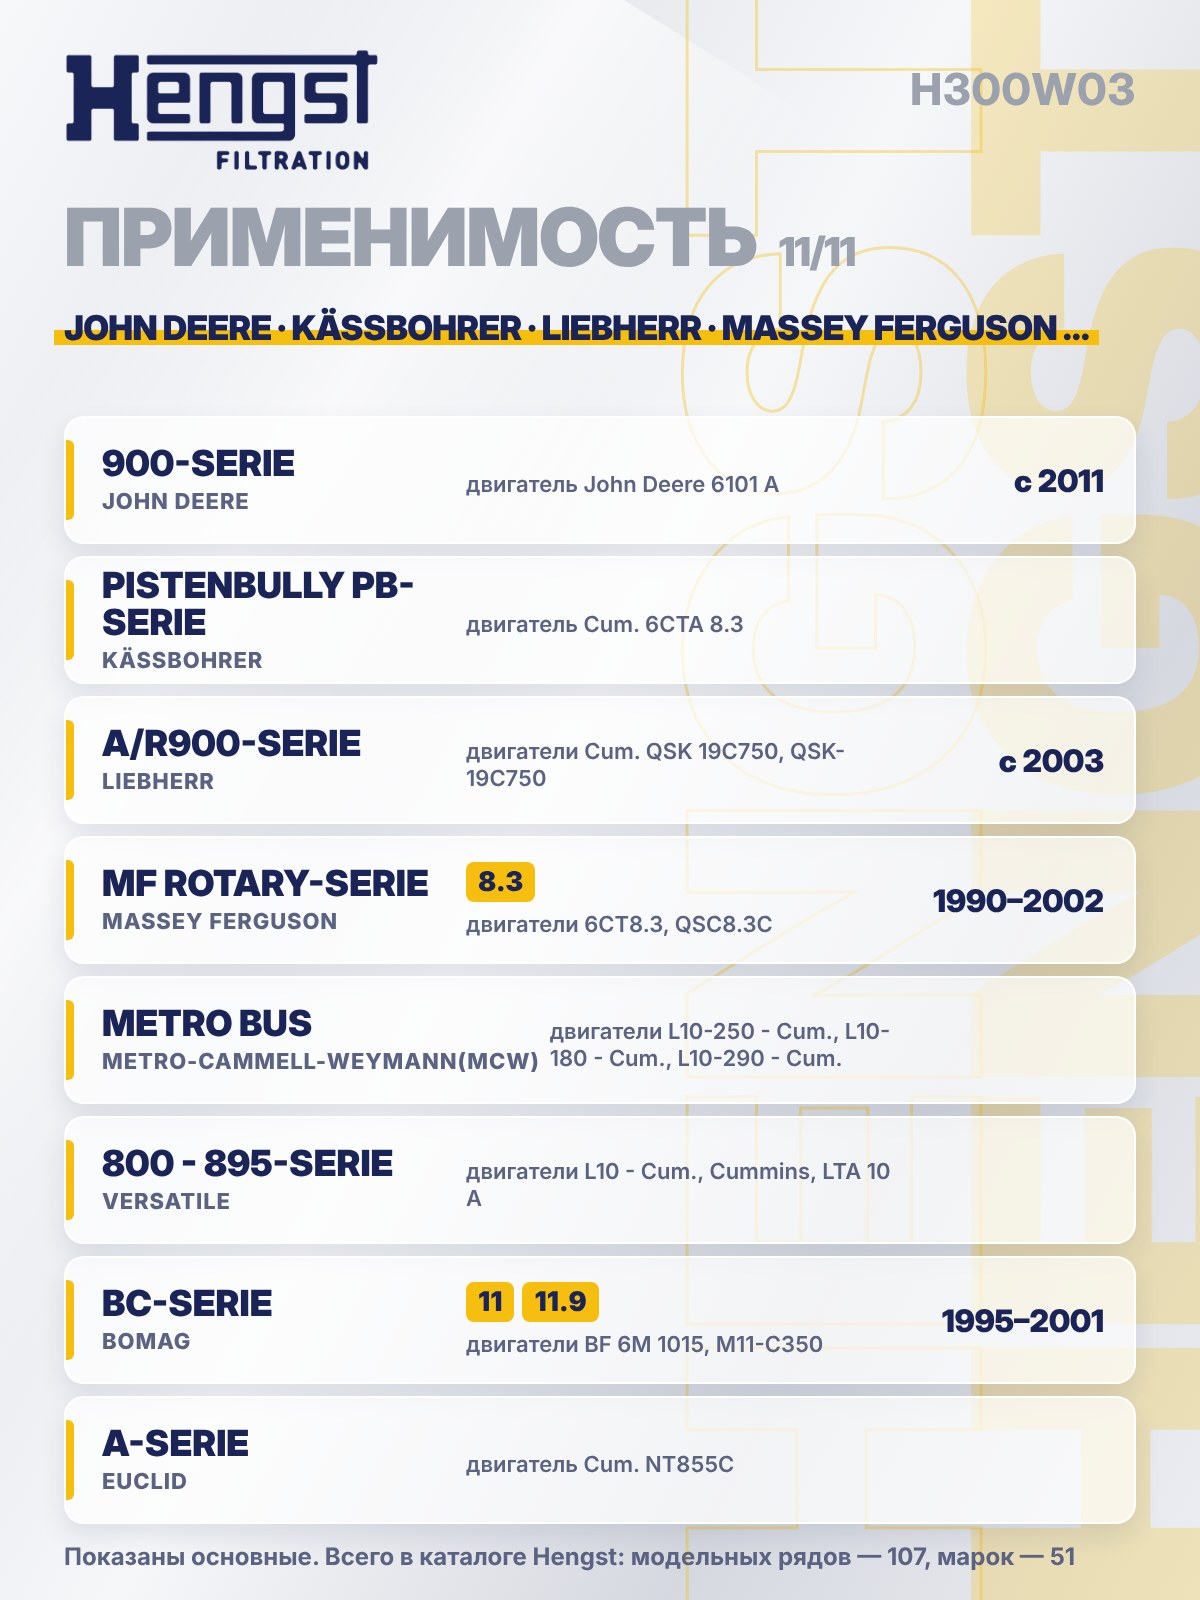 Hengst
FILTRATION
H300W03
ПРИМЕНИМОСТЬ 11/11
JOHN DEERE · KÄSSBOHRER · LIEBHERR · MASSEY FERGUSON ...
900-SERIE
JOHN DEERE
двигатель John Deere 6101 A
с 2011
PISTENBULLY PB-
SERIE
KÄSSBOHRER
двигатель Cum. 6CTA 8.3
A/R900-SERIE
LIEBHERR
двигатели Cum. QSK 19C750, QSK-
19C750
с 2003
MF ROTARY-SERIE
MASSEY FERGUSON
8.3
двигатели 6CT8.3, QSC8.3C
1990–2002
METRO BUS
METRO-CAMMELL-WEYMANN(MCW)
двигатели L10-250 - Cum., L10-
180 - Cum., L10-290 - Cum.
800 - 895-SERIE
VERSATILE
двигатели L10 - Cum., Cummins, LTA 10
A
BC-SERIE
BOMAG
11 11.9
двигатели BF 6M 1015, M11-C350
1995–2001
A-SERIE
EUCLID
двигатель Cum. NT855C
Показаны основные. Всего в каталоге Hengst: модельных рядов — 107, марок — 51
HENGST